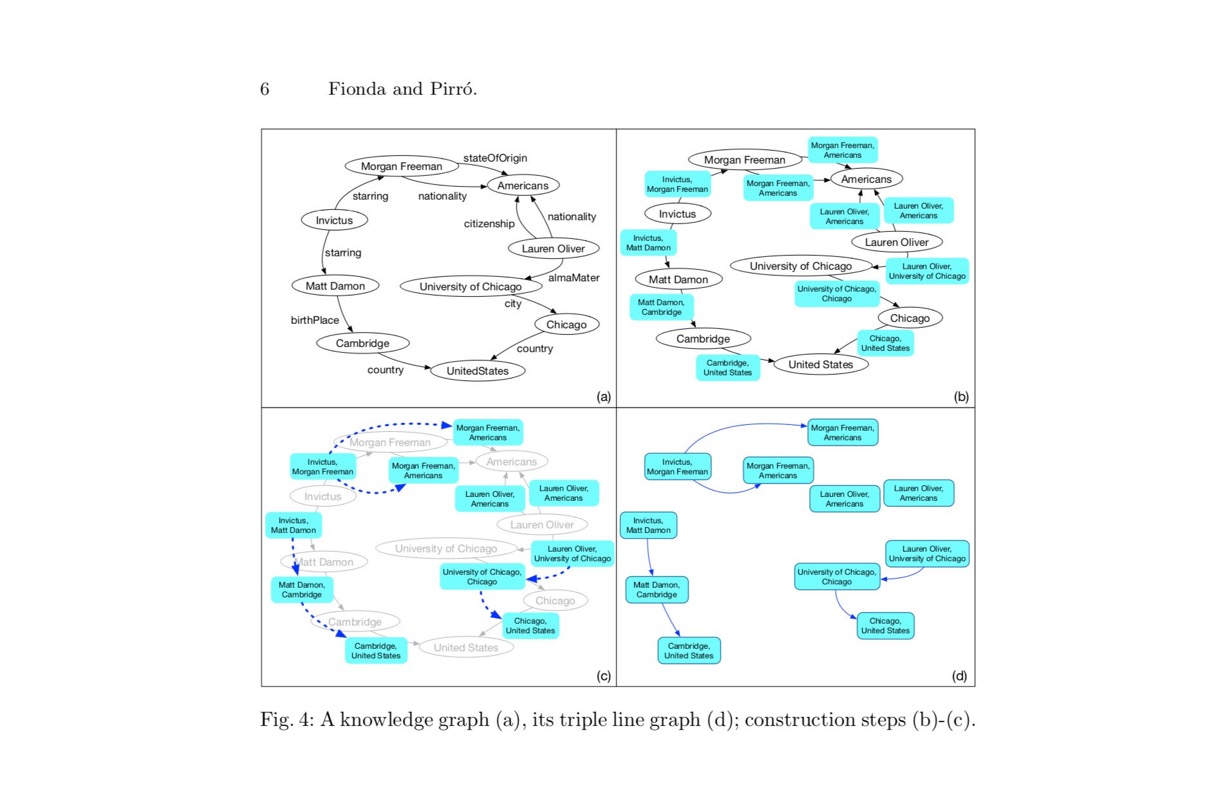 6 Fionda and Pirró.
Morgan Freeman
stateOfOrigin
Americans
starring
nationality
Invictus
citizenship
nationality
Lauren Oliver
starring
Matt Damon
University of Chicago
almaMater
city
birthPlace
Chicago
Cambridge
country
country
UnitedStates
(a)
Morgan Freeman,
Americans
Morgan Freeman
Americans
Invictus,
Morgan Freeman
Morgan Freeman,
Americans
Invictus
Lauren Oliver,
Americans
Lauren Oliver,
Americans
Invictus,
Matt Damon
Lauren Oliver
University of Chicago
Lauren Oliver,
University of Chicago
Matt Damon
University of Chicago,
Chicago
Matt Damon,
Cambridge
Chicago
Cambridge
Chicago,
United States
Cambridge,
United States
United States
(b)
Morgan Freeman,
Americans
Morgan Freeman
Americans
Invictus,
Morgan Freeman
Morgan Freeman,
Americans
Invictus
Lauren Oliver,
Americans
Lauren Oliver,
Americans
Invictus,
Matt Damon
Lauren Oliver
University of Chicago
Lauren Oliver,
University of Chicago
Matt Damon
University of Chicago,
Chicago
Matt Damon,
Cambridge
Chicago
Cambridge
Chicago,
United States
Cambridge,
United States
United States
(c)
Morgan Freeman,
Americans
Invictus,
Morgan Freeman
Morgan Freeman,
Americans
Lauren Oliver,
Americans
Lauren Oliver,
Americans
Invictus,
Matt Damon
Lauren Oliver,
University of Chicago
University of Chicago,
Chicago
Matt Damon,
Cambridge
Chicago,
United States
Cambridge,
United States
(d)
Fig. 4: A knowledge graph (a), its triple line graph (d); construction steps (b)-(c).